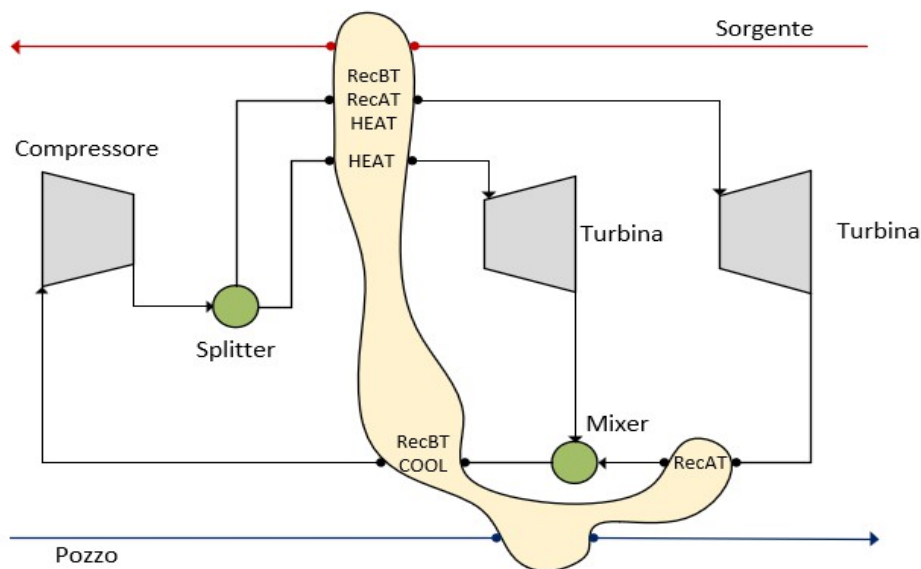 Sorgente
RecBT
RecAT
HEAT
Compressore
HEAT
Turbina
Turbina
Splitter
Mixer
RecBT
COOL
RecAT
Pozzo